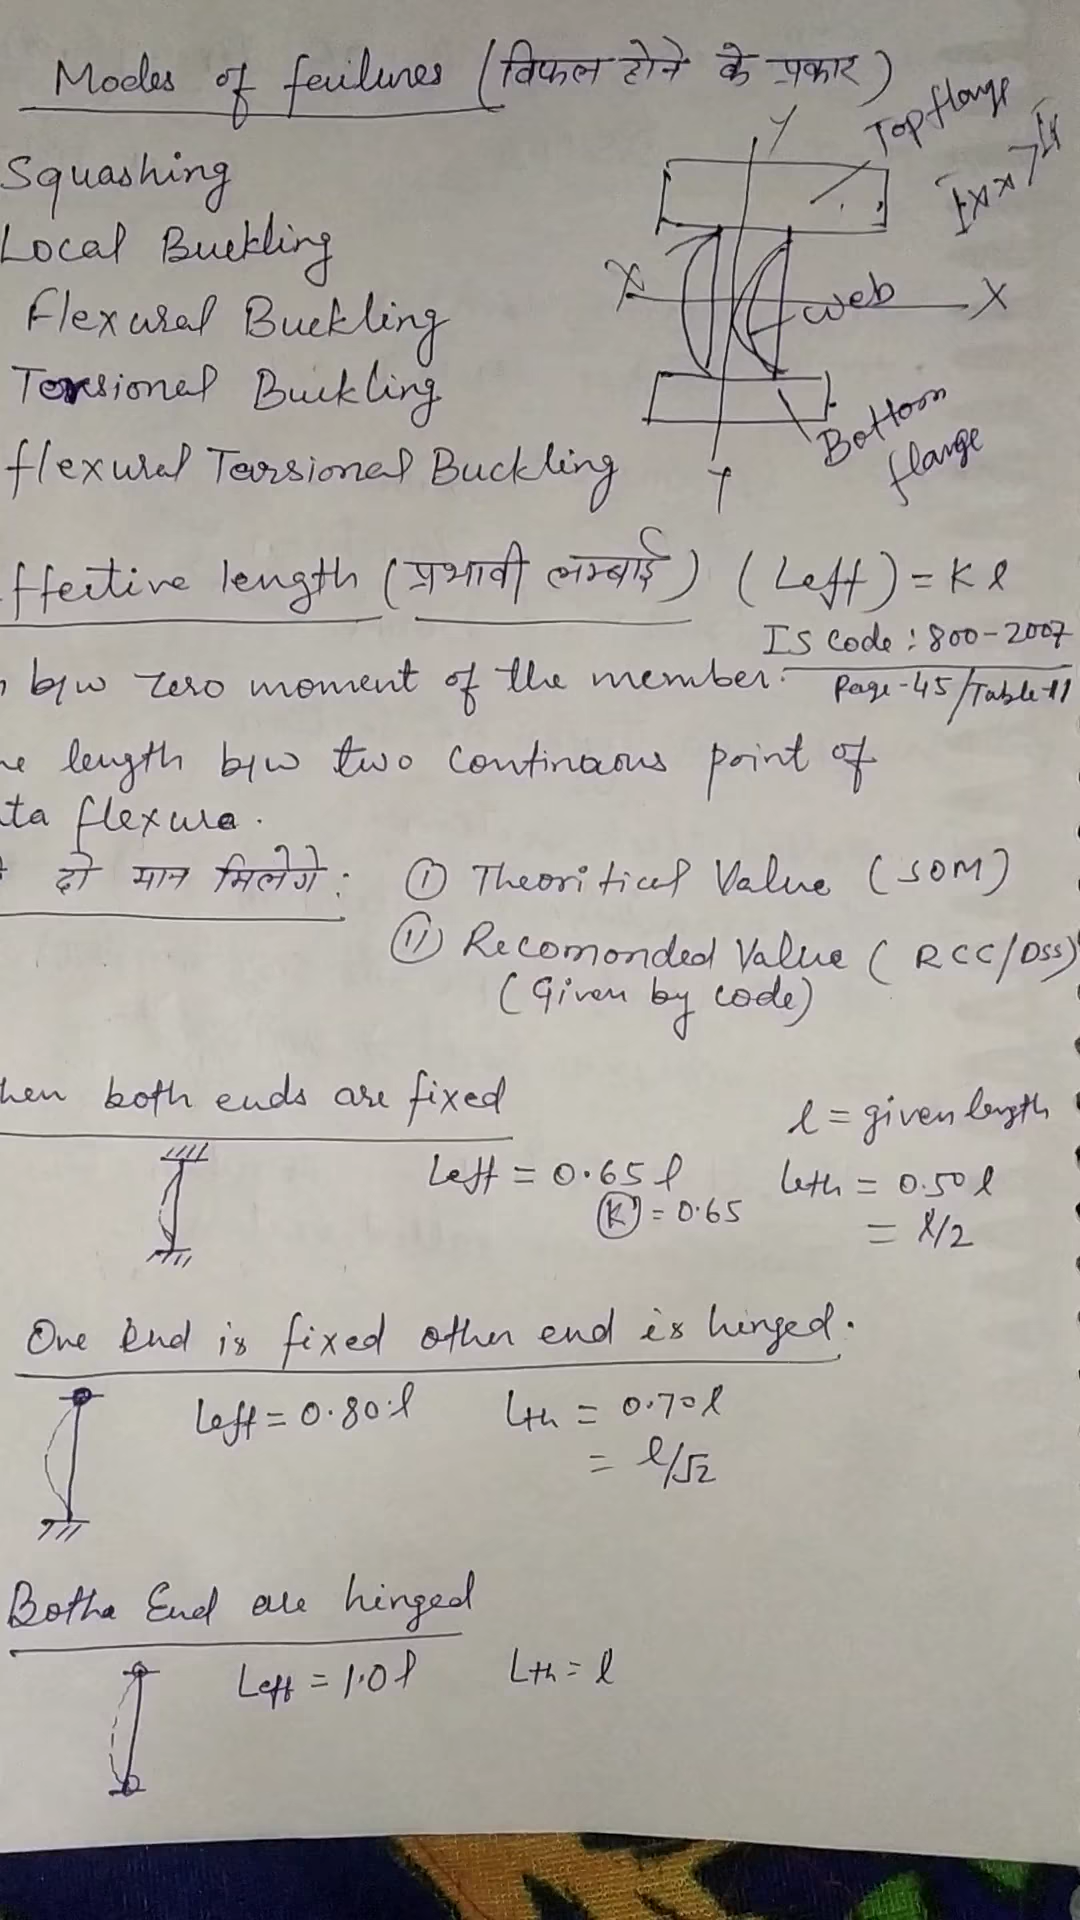 Modes of feilures (विफल होने के प्रकार)
Squashing
Local Buckling
Flexural Buckling
Torsional Buckling
flexural Torsional Buckling
Y
Top flange
X
web
X
Bottom
flange
Y
ffective length (प्रभावी लम्बाई) (Leff) = K l
IS Code : 800-2007
Page-45/Table-11
b/w zero moment of the member.
length b/w two continuous point of
ta flexure.
दो मान मिलेगे : (i) Theoritical Value (SOM)
(ii) Recomonded Value (RCC/DSS)
(Given by code)
hen both ends are fixed
l = given length
Leff = 0.65 l
Leth = 0.50 l
K = 0.65
= l/2
One End is fixed other end is hinged.
Leff = 0.80 l
Lth = 0.70 l
= l/√2
Botha End are hinged
Leff = 1.0 l
Lth = l